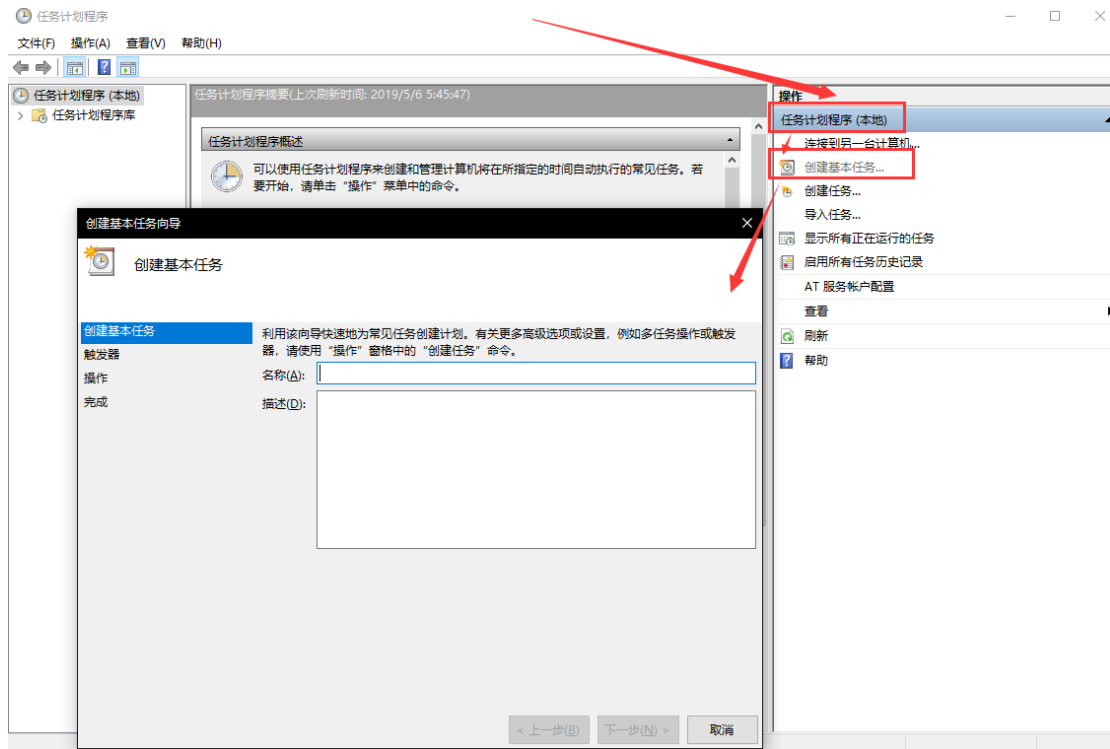 任务计划程序
文件(F) 操作(A) 查看(V) 帮助(H)
任务计划程序 (本地)
任务计划程序库
任务计划程序摘要(上次刷新时间: 2019/5/6 5:45:47)
任务计划程序概述
可以使用任务计划程序来创建和管理计算机将在所指定的时间自动执行的常见任务。若
要开始，请单击“操作”菜单中的命令。
操作
任务计划程序 (本地)
连接到另一台计算机...
创建基本任务...
创建任务...
导入任务...
显示所有正在运行的任务
启用所有任务历史记录
AT 服务帐户配置
查看
刷新
帮助
创建基本任务向导
创建基本任务
创建基本任务
触发器
操作
完成
利用该向导快速地为常见任务创建计划。有关更多高级选项或设置，例如多任务操作或触发
器，请使用“操作”窗格中的“创建任务”命令。
名称(A):
描述(D):
< 上一步(B) 下一步(N) > 取消